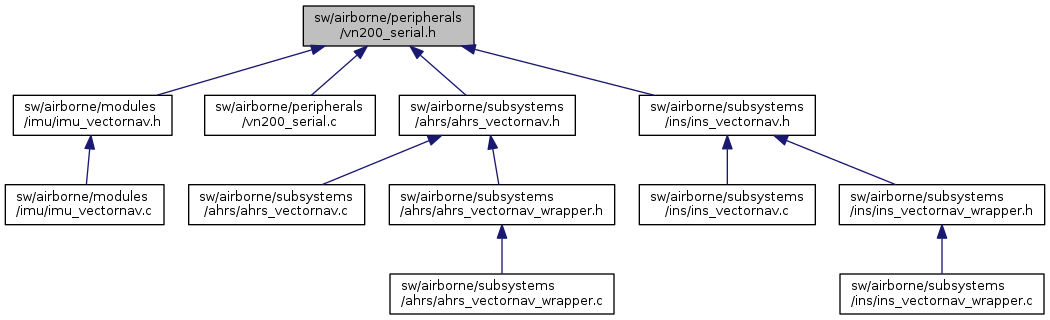 sw/airborne/peripherals
/vn200_serial.h
sw/airborne/modules
/imu/imu_vectornav.h
sw/airborne/peripherals
/vn200_serial.c
sw/airborne/subsystems
/ahrs/ahrs_vectornav.h
sw/airborne/subsystems
/ins/ins_vectornav.h
sw/airborne/modules
/imu/imu_vectornav.c
sw/airborne/subsystems
/ahrs/ahrs_vectornav.c
sw/airborne/subsystems
/ahrs/ahrs_vectornav_wrapper.h
sw/airborne/subsystems
/ins/ins_vectornav.c
sw/airborne/subsystems
/ins/ins_vectornav_wrapper.h
sw/airborne/subsystems
/ahrs/ahrs_vectornav_wrapper.c
sw/airborne/subsystems
/ins/ins_vectornav_wrapper.c